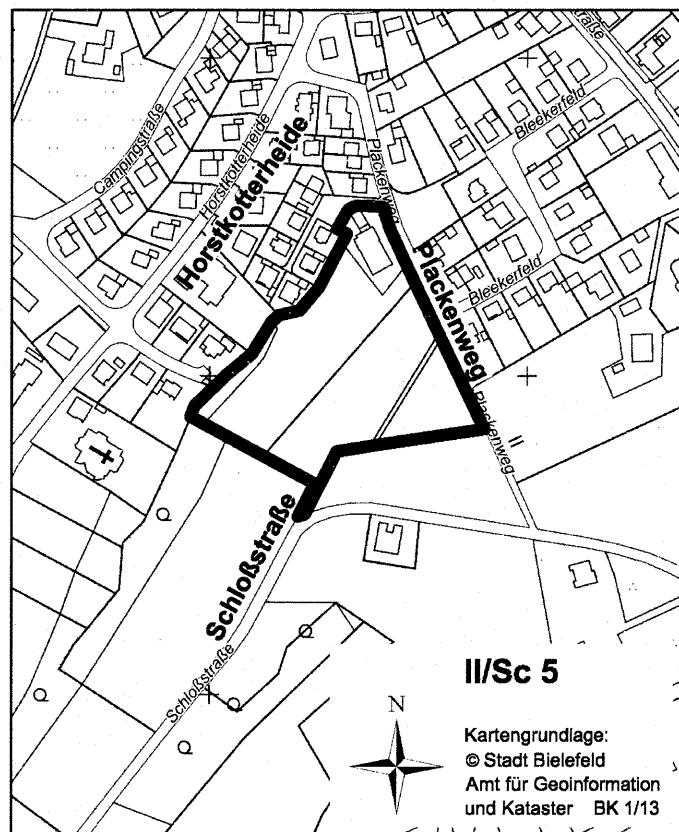 straße
Campingstraße
Horstkotterheide
Horstkotterheide
Plackenweg
Bleekerfeld
Plackenweg
Bleekerfeld
Plackenweg
Schloßstraße
Schloßstraße
II/Sc 5
N
Kartengrundlage:
© Stadt Bielefeld
Amt für Geoinformation
und Kataster BK 1/13